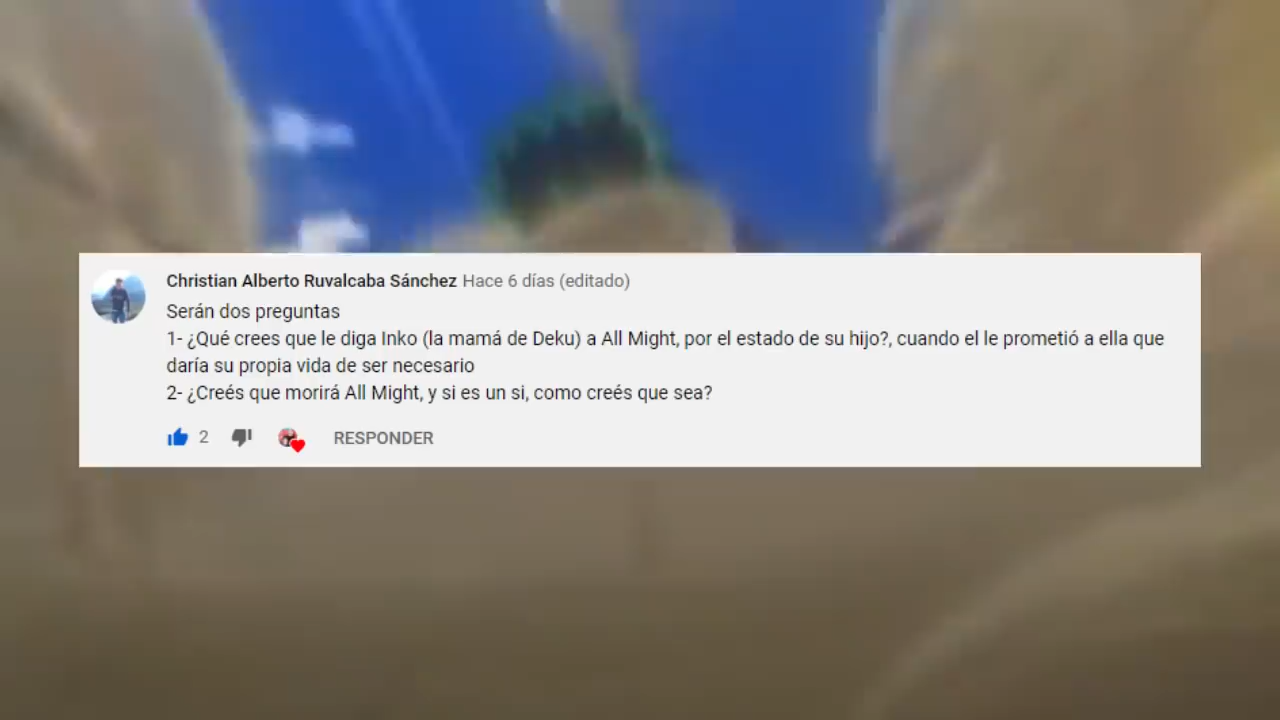 Christian Alberto Ruvalcaba Sánchez Hace 6 días (editado)
Serán dos preguntas
1- ¿Qué crees que le diga Inko (la mamá de Deku) a All Might, por el estado de su hijo?, cuando el le prometió a ella que
daría su propia vida de ser necesario
2- ¿Creés que morirá All Might, y si es un si, como creés que sea?
2
RESPONDER